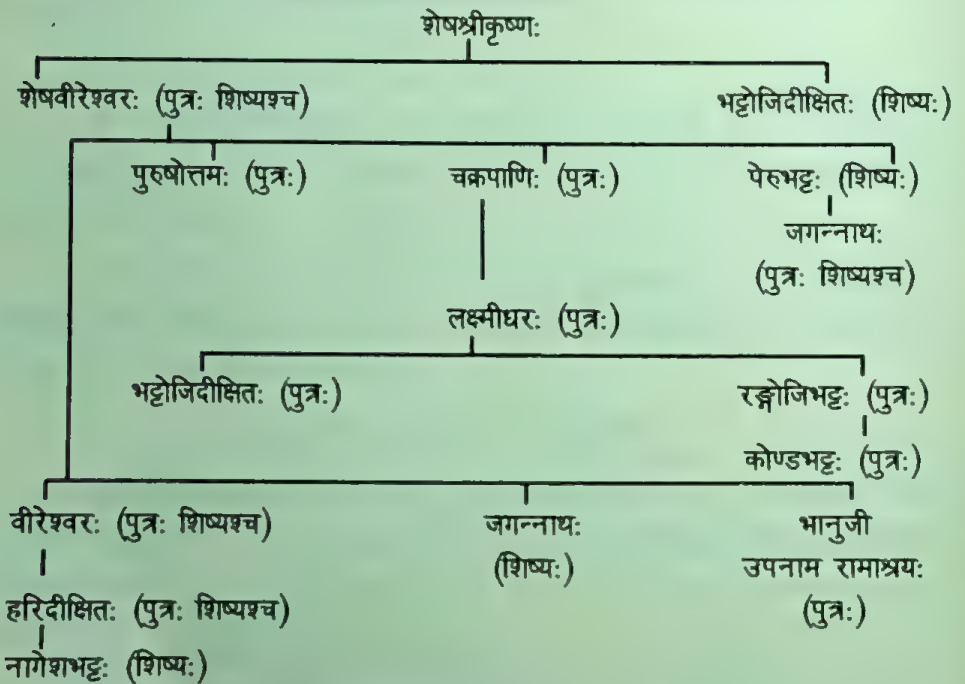 शेषश्रीकृष्णः
शेषवीरेश्वरः (पुत्रः शिष्यश्च) भट्टोजिदीक्षितः (शिष्यः)
पुरुषोत्तमः (पुत्रः) चक्रपाणिः (पुत्रः) पेरुभट्टः (शिष्यः)
जगन्नाथः
(पुत्रः शिष्यश्च)
लक्ष्मीधरः (पुत्रः)
भट्टोजिदीक्षितः (पुत्रः) रङ्गोजिभट्टः (पुत्रः)
कोण्डभट्टः (पुत्रः)
वीरेश्वरः (पुत्रः शिष्यश्च) जगन्नाथः भानुजी
(शिष्यः) उपनाम रामाश्रयः
हरिदीक्षितः (पुत्रः शिष्यश्च) (पुत्रः)
नागेशभट्टः (शिष्यः)